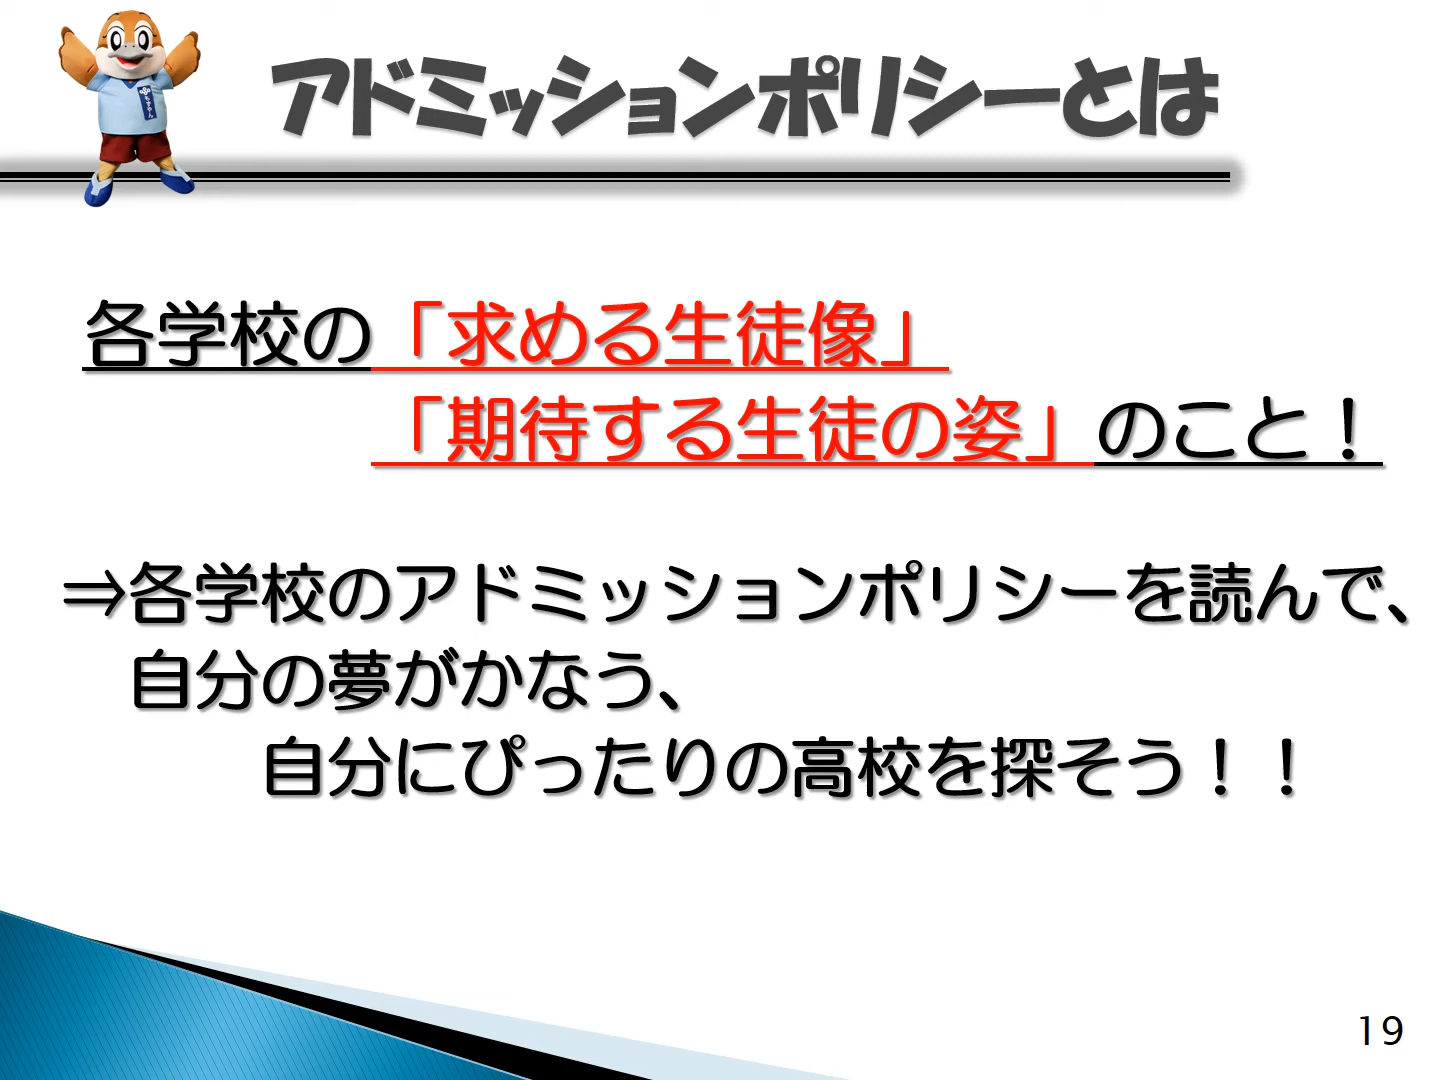 アドミッションポリシーとは
もずやん
各学校の「求める生徒像」
「期待する生徒の姿」のこと！
⇒各学校のアドミッションポリシーを読んで、
自分の夢がかなう、
自分にぴったりの高校を探そう！！
19